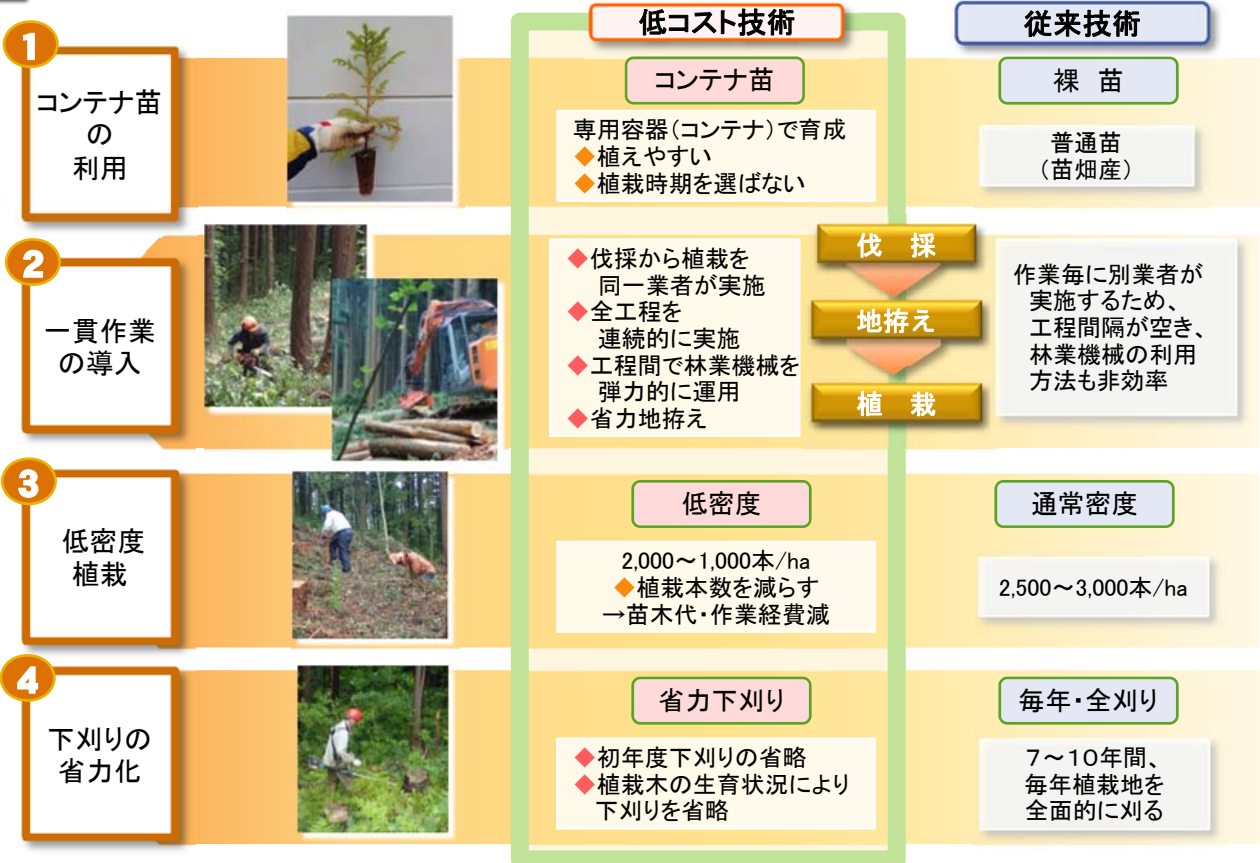 低コスト技術
従来技術
1
コンテナ苗
の
利用
コンテナ苗
専用容器(コンテナ)で育成
◆植えやすい
◆植栽時期を選ばない
裸 苗
普通苗
(苗畑産)
2
一貫作業
の導入
◆伐採から植栽を
同一業者が実施
◆全工程を
連続的に実施
◆工程間で林業機械を
弾力的に運用
◆省力地拵え
伐 採
地拵え
植 栽
作業毎に別業者が
実施するため、
工程間隔が空き、
林業機械の利用
方法も非効率
3
低密度
植栽
低密度
2,000～1,000本/ha
◆植栽本数を減らす
→苗木代・作業経費減
通常密度
2,500～3,000本/ha
4
下刈りの
省力化
省力下刈り
◆初年度下刈りの省略
◆植栽木の生育状況により
下刈りを省略
毎年・全刈り
７～１０年間、
毎年植栽地を
全面的に刈る